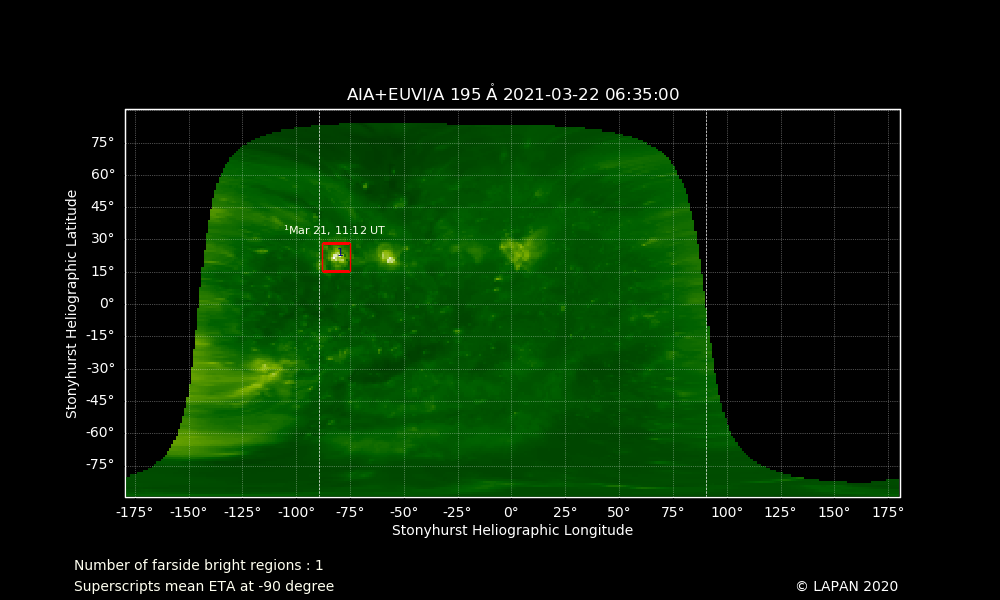 AIA+EUVI/A 195 Å 2021-03-22 06:35:00
Stonyhurst Heliographic Latitude
75°
60°
45°
30°
15°
0°
-15°
-30°
-45°
-60°
-75°
¹Mar 21, 11:12 UT
1
-175° -150° -125° -100° -75° -50° -25° 0° 25° 50° 75° 100° 125° 150° 175°
Stonyhurst Heliographic Longitude
Number of farside bright regions : 1
Superscripts mean ETA at -90 degree
© LAPAN 2020